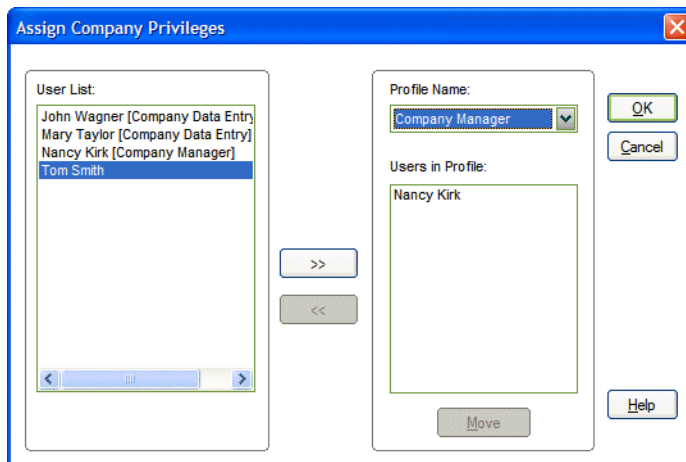 Assign Company Privileges
User List:
John Wagner [Company Data Entry
Mary Taylor [Company Data Entry]
Nancy Kirk [Company Manager]
Tom Smith
>>
<<
Profile Name:
Company Manager
Users in Profile:
Nancy Kirk
Move
OK
Cancel
Help